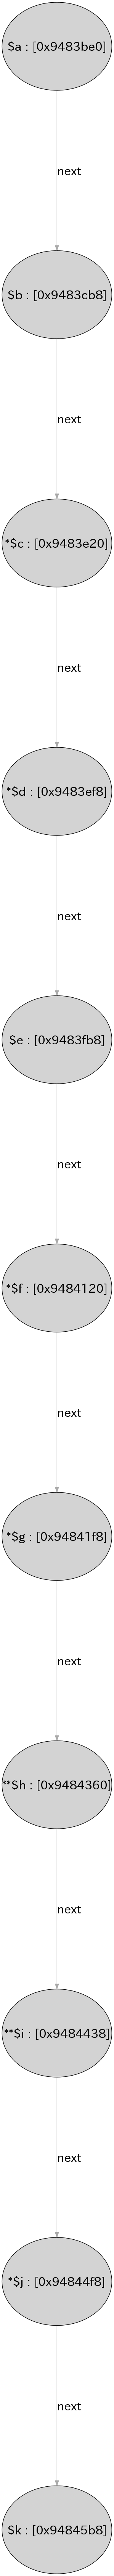 $a : [0x9483be0]
next
$b : [0x9483cb8]
next
*$c : [0x9483e20]
next
*$d : [0x9483ef8]
next
$e : [0x9483fb8]
next
*$f : [0x9484120]
next
*$g : [0x94841f8]
next
**$h : [0x9484360]
next
**$i : [0x9484438]
next
*$j : [0x94844f8]
next
$k : [0x94845b8]